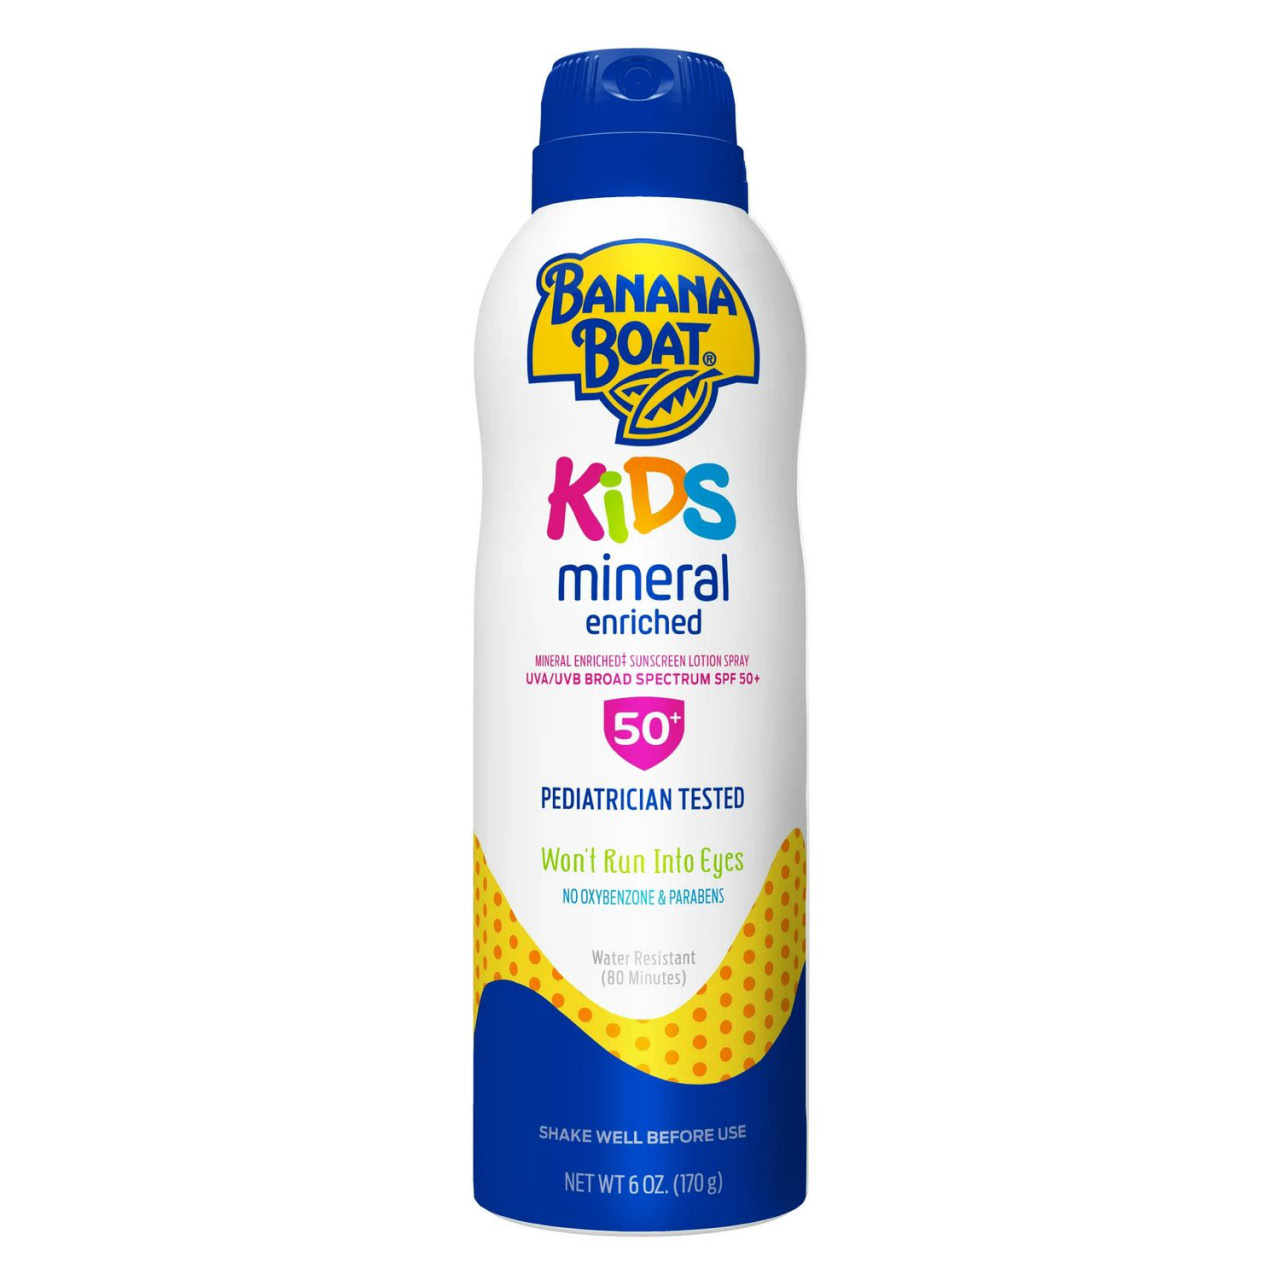 BANANA
BOAT®
KiDS
mineral
enriched
MINERAL ENRICHED‡ SUNSCREEN LOTION SPRAY
UVA/UVB BROAD SPECTRUM SPF 50+
50+
PEDIATRICIAN TESTED
Won't Run Into Eyes
NO OXYBENZONE & PARABENS
Water Resistant
(80 Minutes)
SHAKE WELL BEFORE USE
NET WT 6 OZ. (170 g)